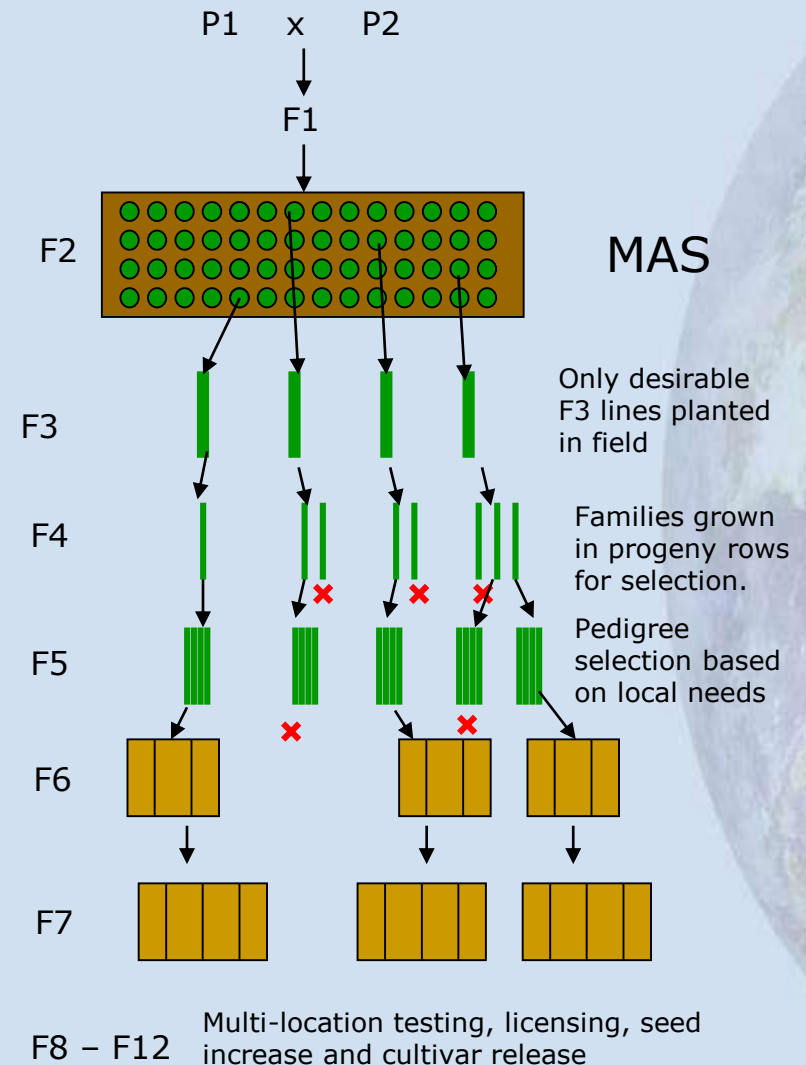 P1 x P2
F1
F2
MAS
F3
Only desirable
F3 lines planted
in field
F4
Families grown
in progeny rows
for selection.
F5
Pedigree
selection based
on local needs
F6
F7
F8 – F12
Multi-location testing, licensing, seed
increase and cultivar release